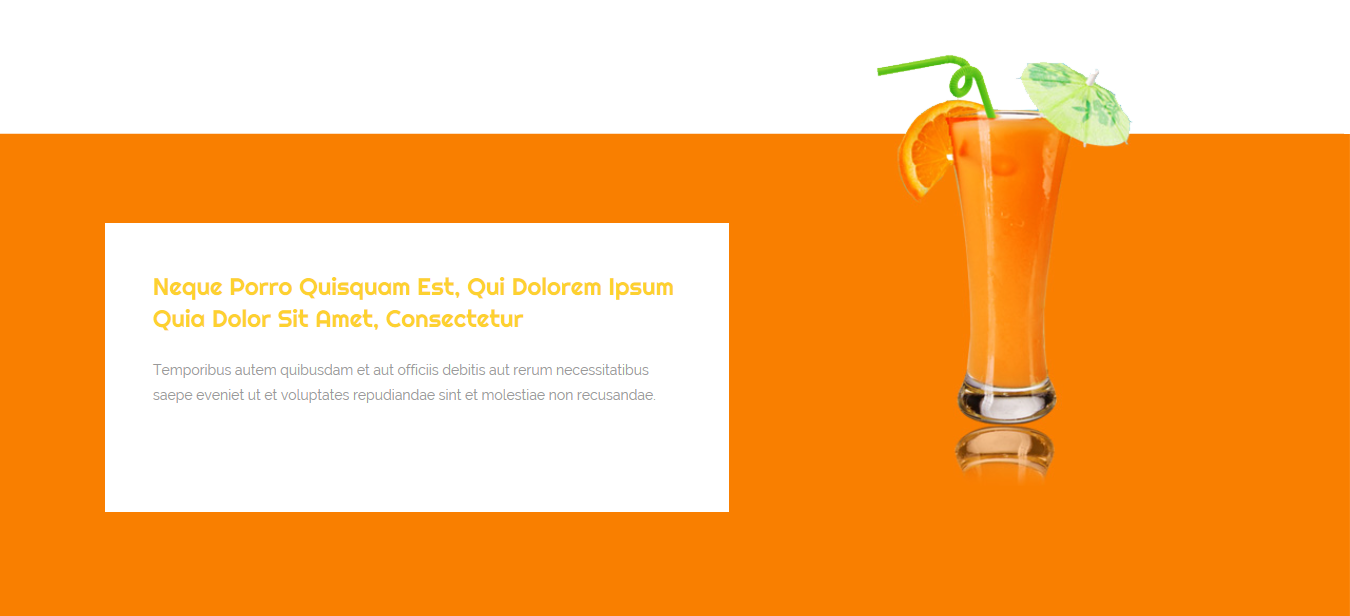 Neque Porro Quisquam Est, Qui Dolorem Ipsum
Quia Dolor Sit Amet, Consectetur
Temporibus autem quibusdam et aut officiis debitis aut rerum necessitatibus
saepe eveniet ut et voluptates repudiandae sint et molestiae non recusandae.